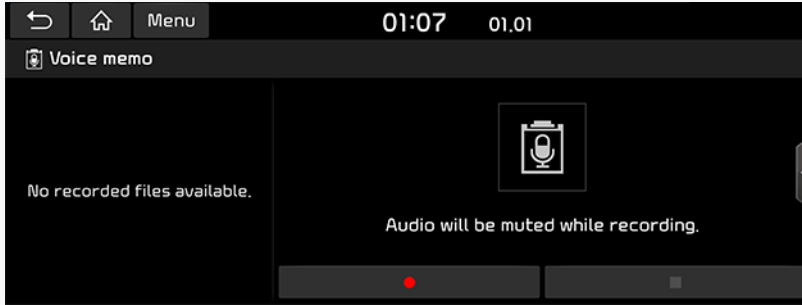 Menu
01:07
01.01
Voice memo
No recorded files available.
Audio will be muted while recording.